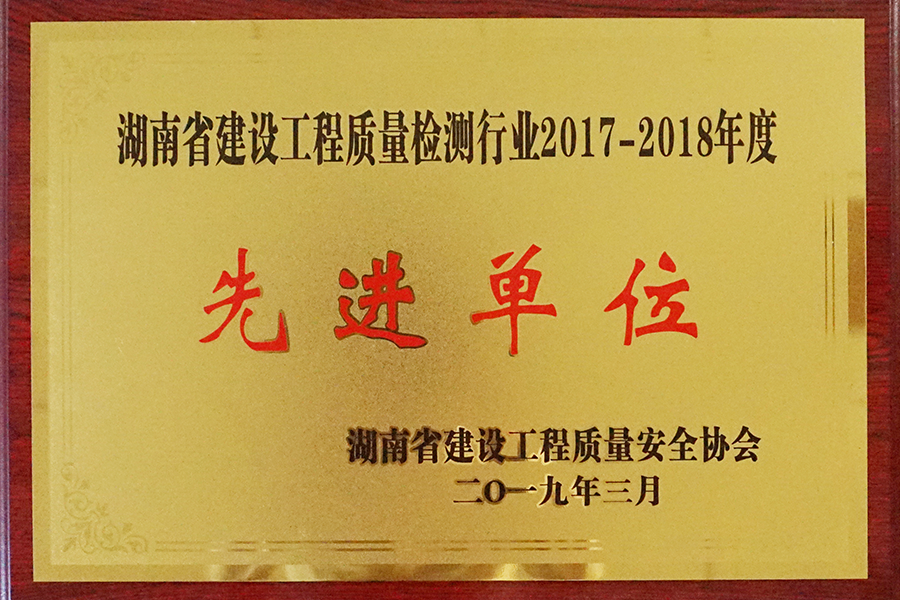 湖南省建设工程质量检测行业2017-2018年度
先进单位
湖南省建设工程质量安全协会
二O一九年三月